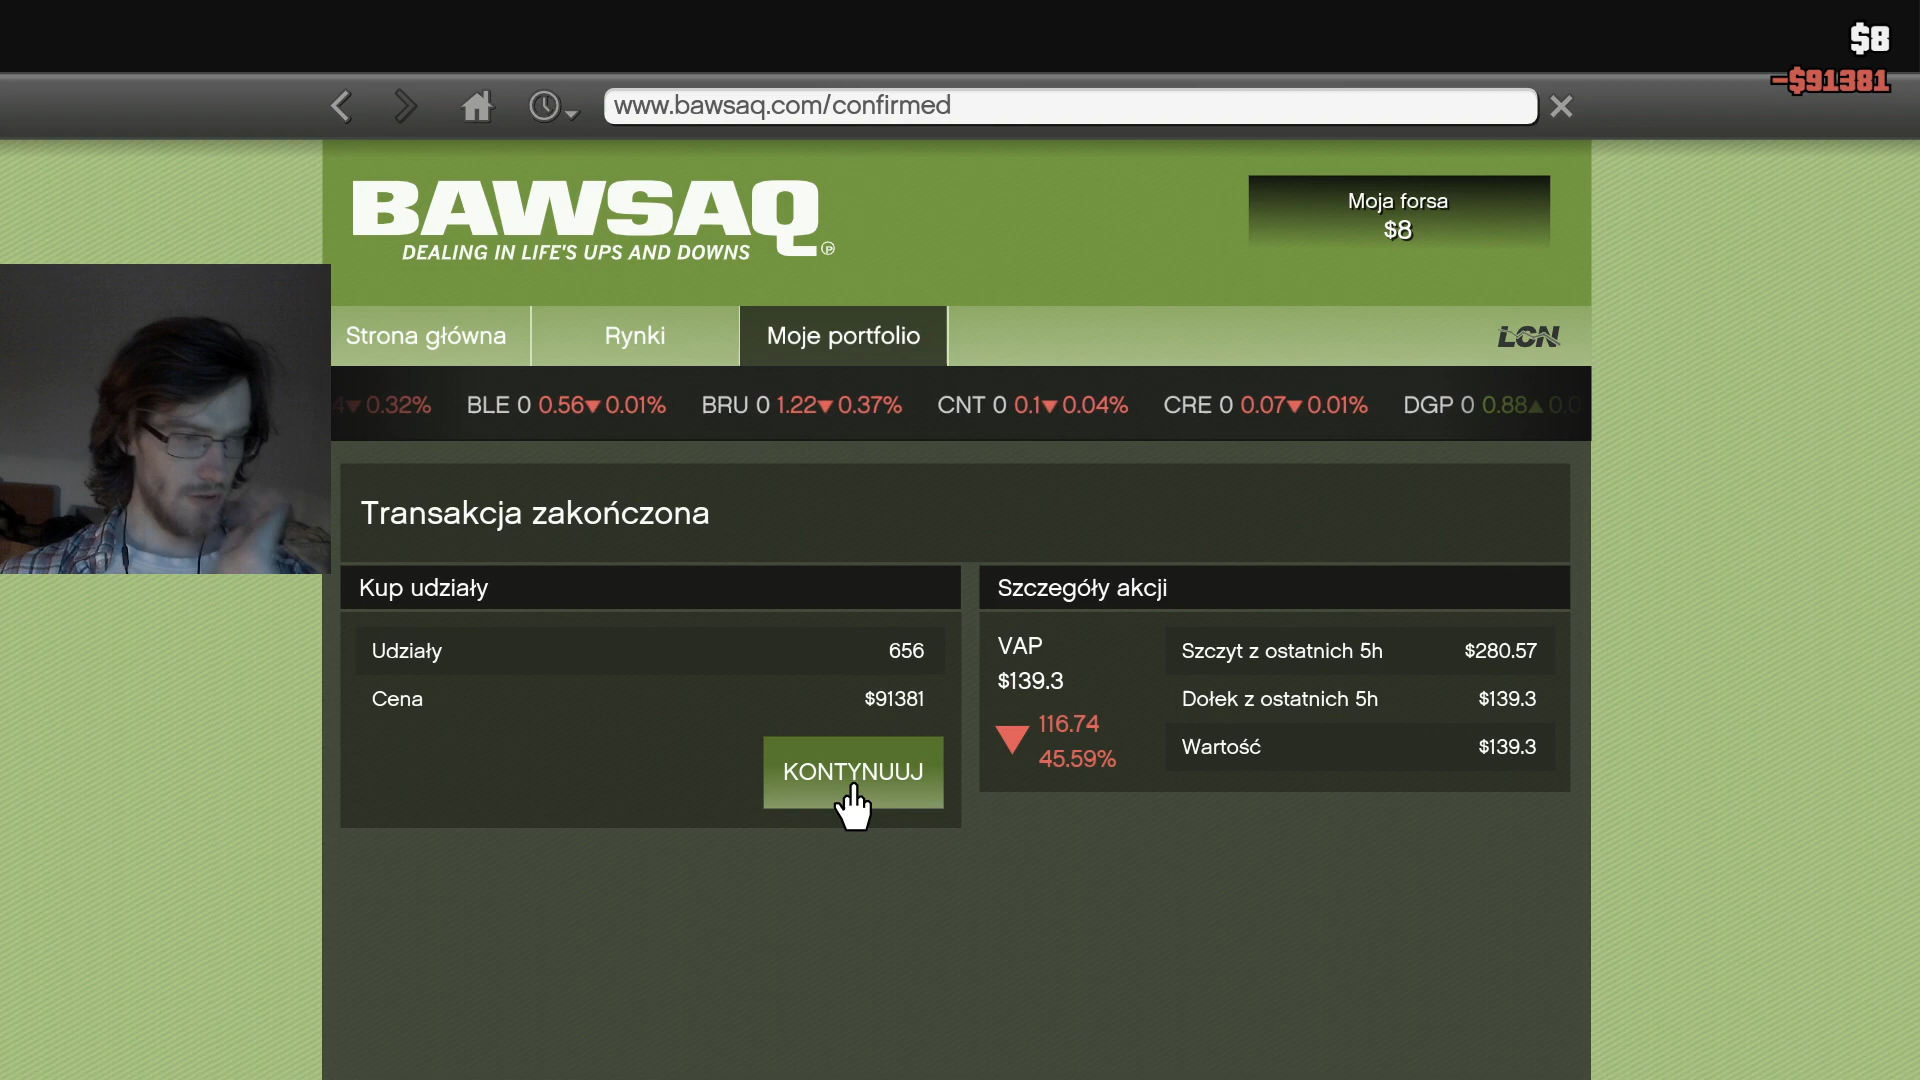 $8
-$91381
www.bawsaq.com/confirmed
BAWSAQ
DEALING IN LIFE'S UPS AND DOWNS
Moja forsa
$8
Strona główna Rynki Moje portfolio LCN
4▼0.32% BLE 0 0.56▼0.01% BRU 0 1.22▼0.37% CNT 0 0.1▼0.04% CRE 0 0.07▼0.01% DGP 0 0.88▲0.0
Transakcja zakończona
Kup udziały
Udziały 656
Cena $91381
KONTYNUUJ
Szczegóły akcji
VAP
$139.3
▼ 116.74
45.59%
Szczyt z ostatnich 5h $280.57
Dołek z ostatnich 5h $139.3
Wartość $139.3